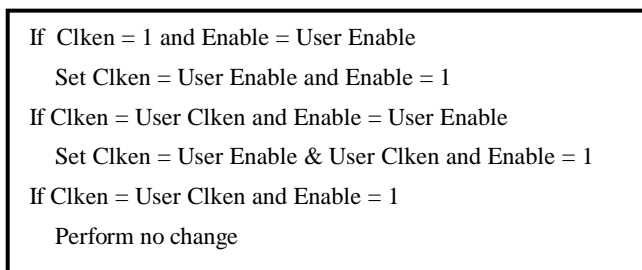 If Clken = 1 and Enable = User Enable
Set Clken = User Enable and Enable = 1
If Clken = User Clken and Enable = User Enable
Set Clken = User Enable & User Clken and Enable = 1
If Clken = User Clken and Enable = 1
Perform no change